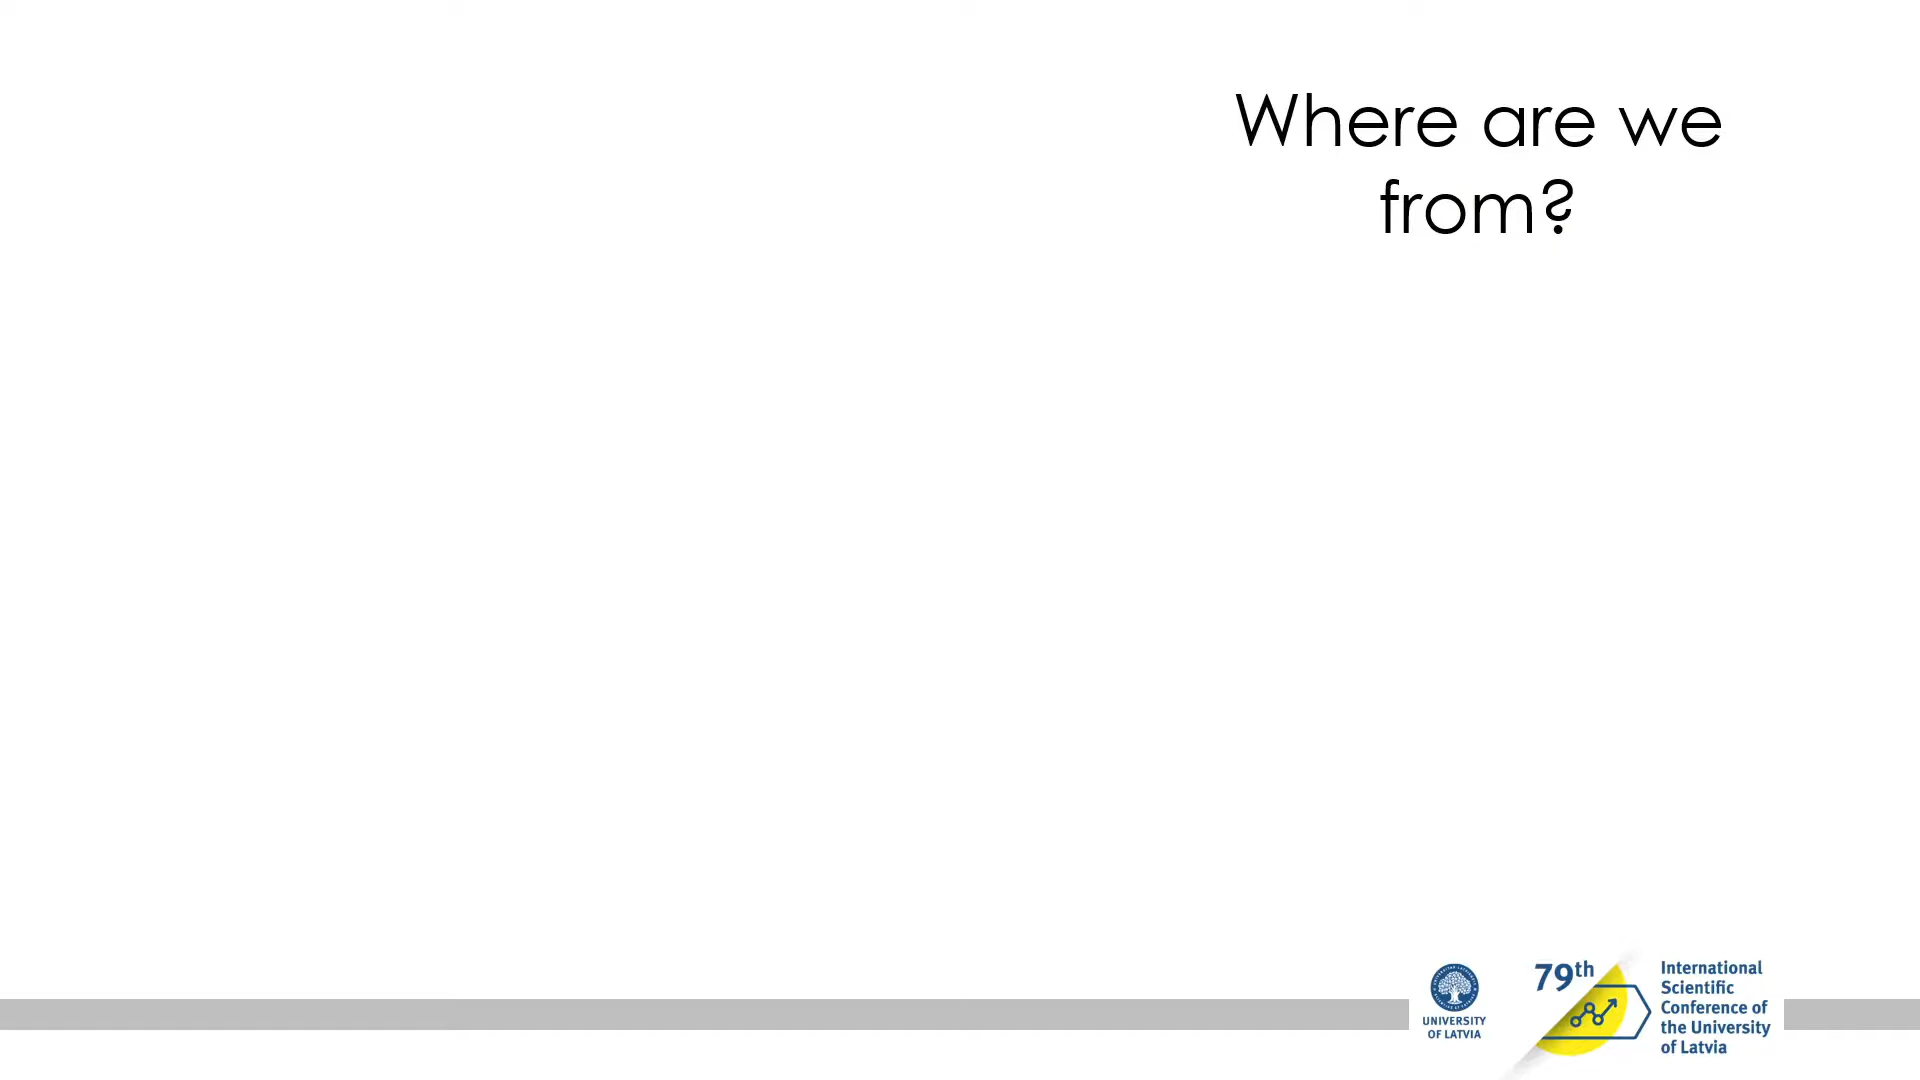 Where are we
from?
UNIVERSITY
OF LATVIA
79th
International
Scientific
Conference of
the University
of Latvia